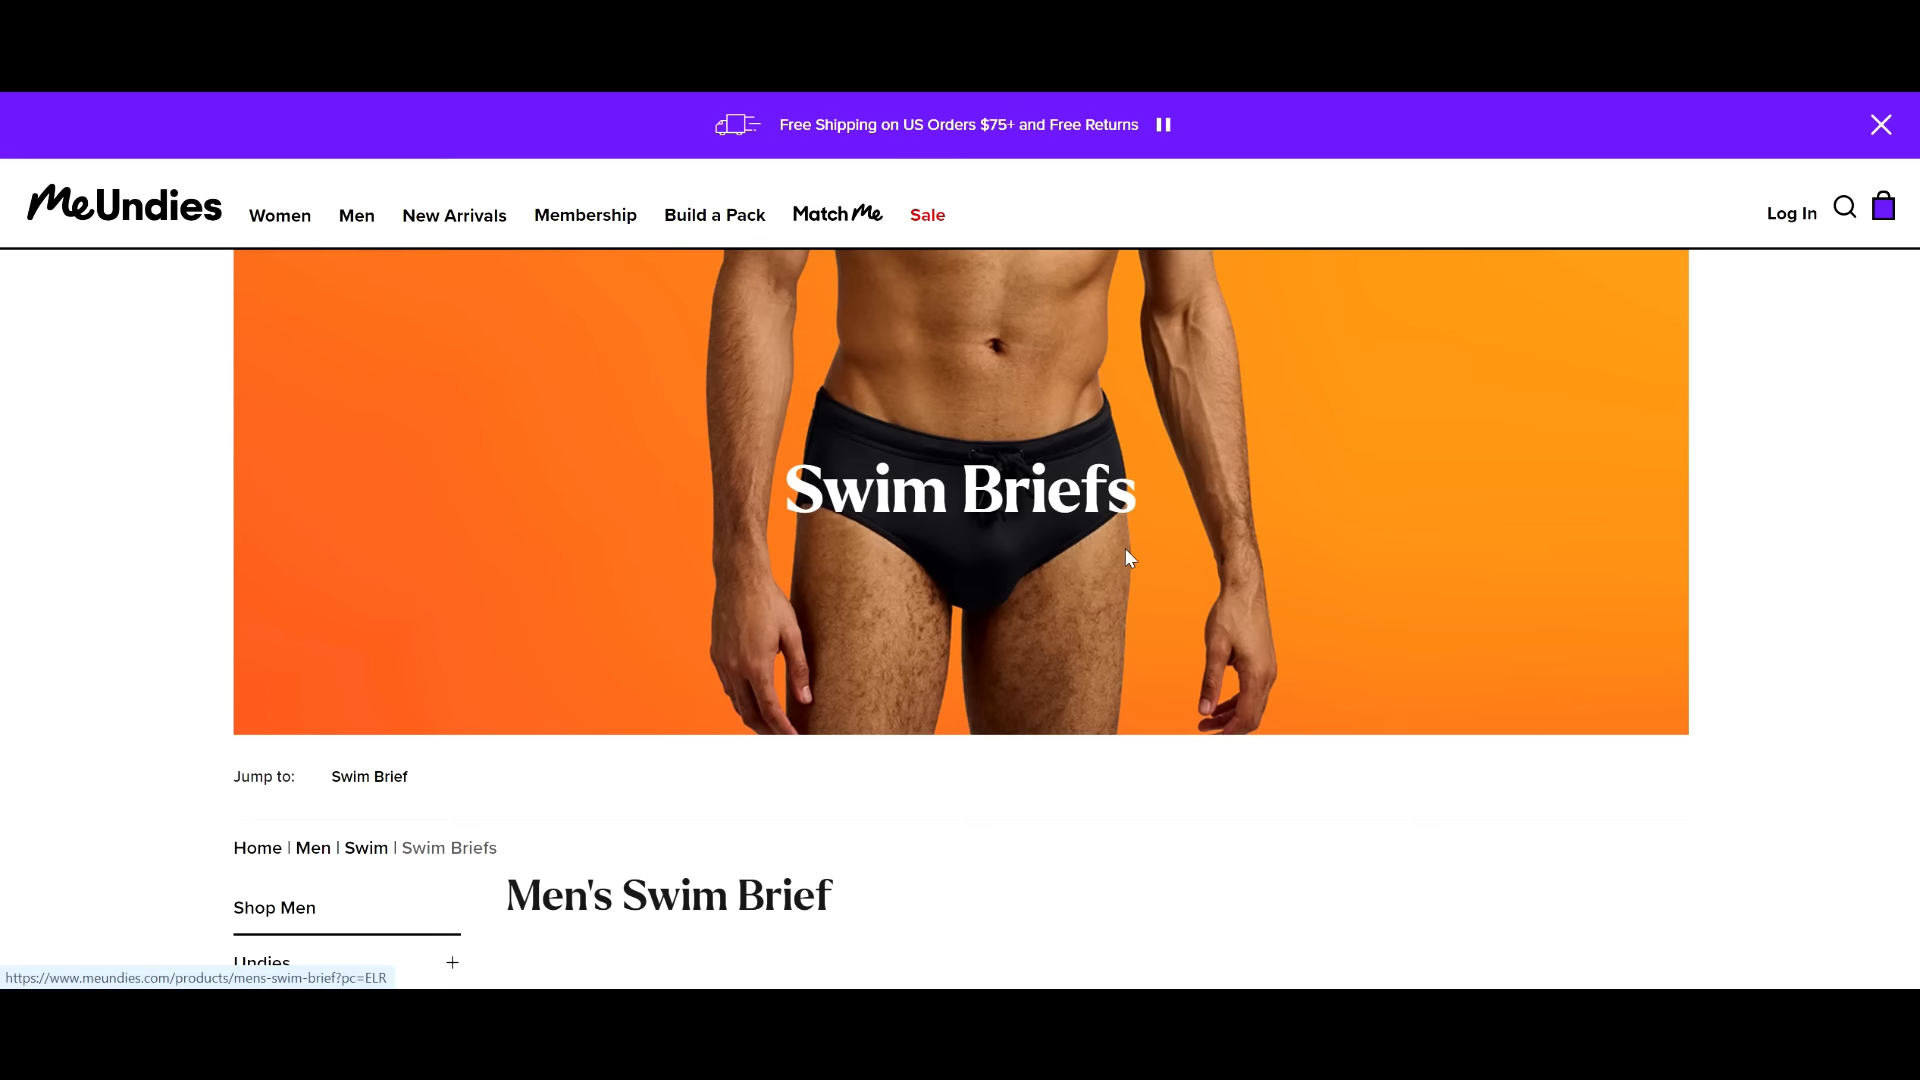 Free Shipping on US Orders $75+ and Free Returns
MeUndies
Women
Men
New Arrivals
Membership
Build a Pack
MatchMe
Sale
Log In
Swim Briefs
Jump to:
Swim Brief
Home | Men | Swim | Swim Briefs
Shop Men
Men's Swim Brief
Undies
+
https://www.meundies.com/products/mens-swim-brief?pc=ELR